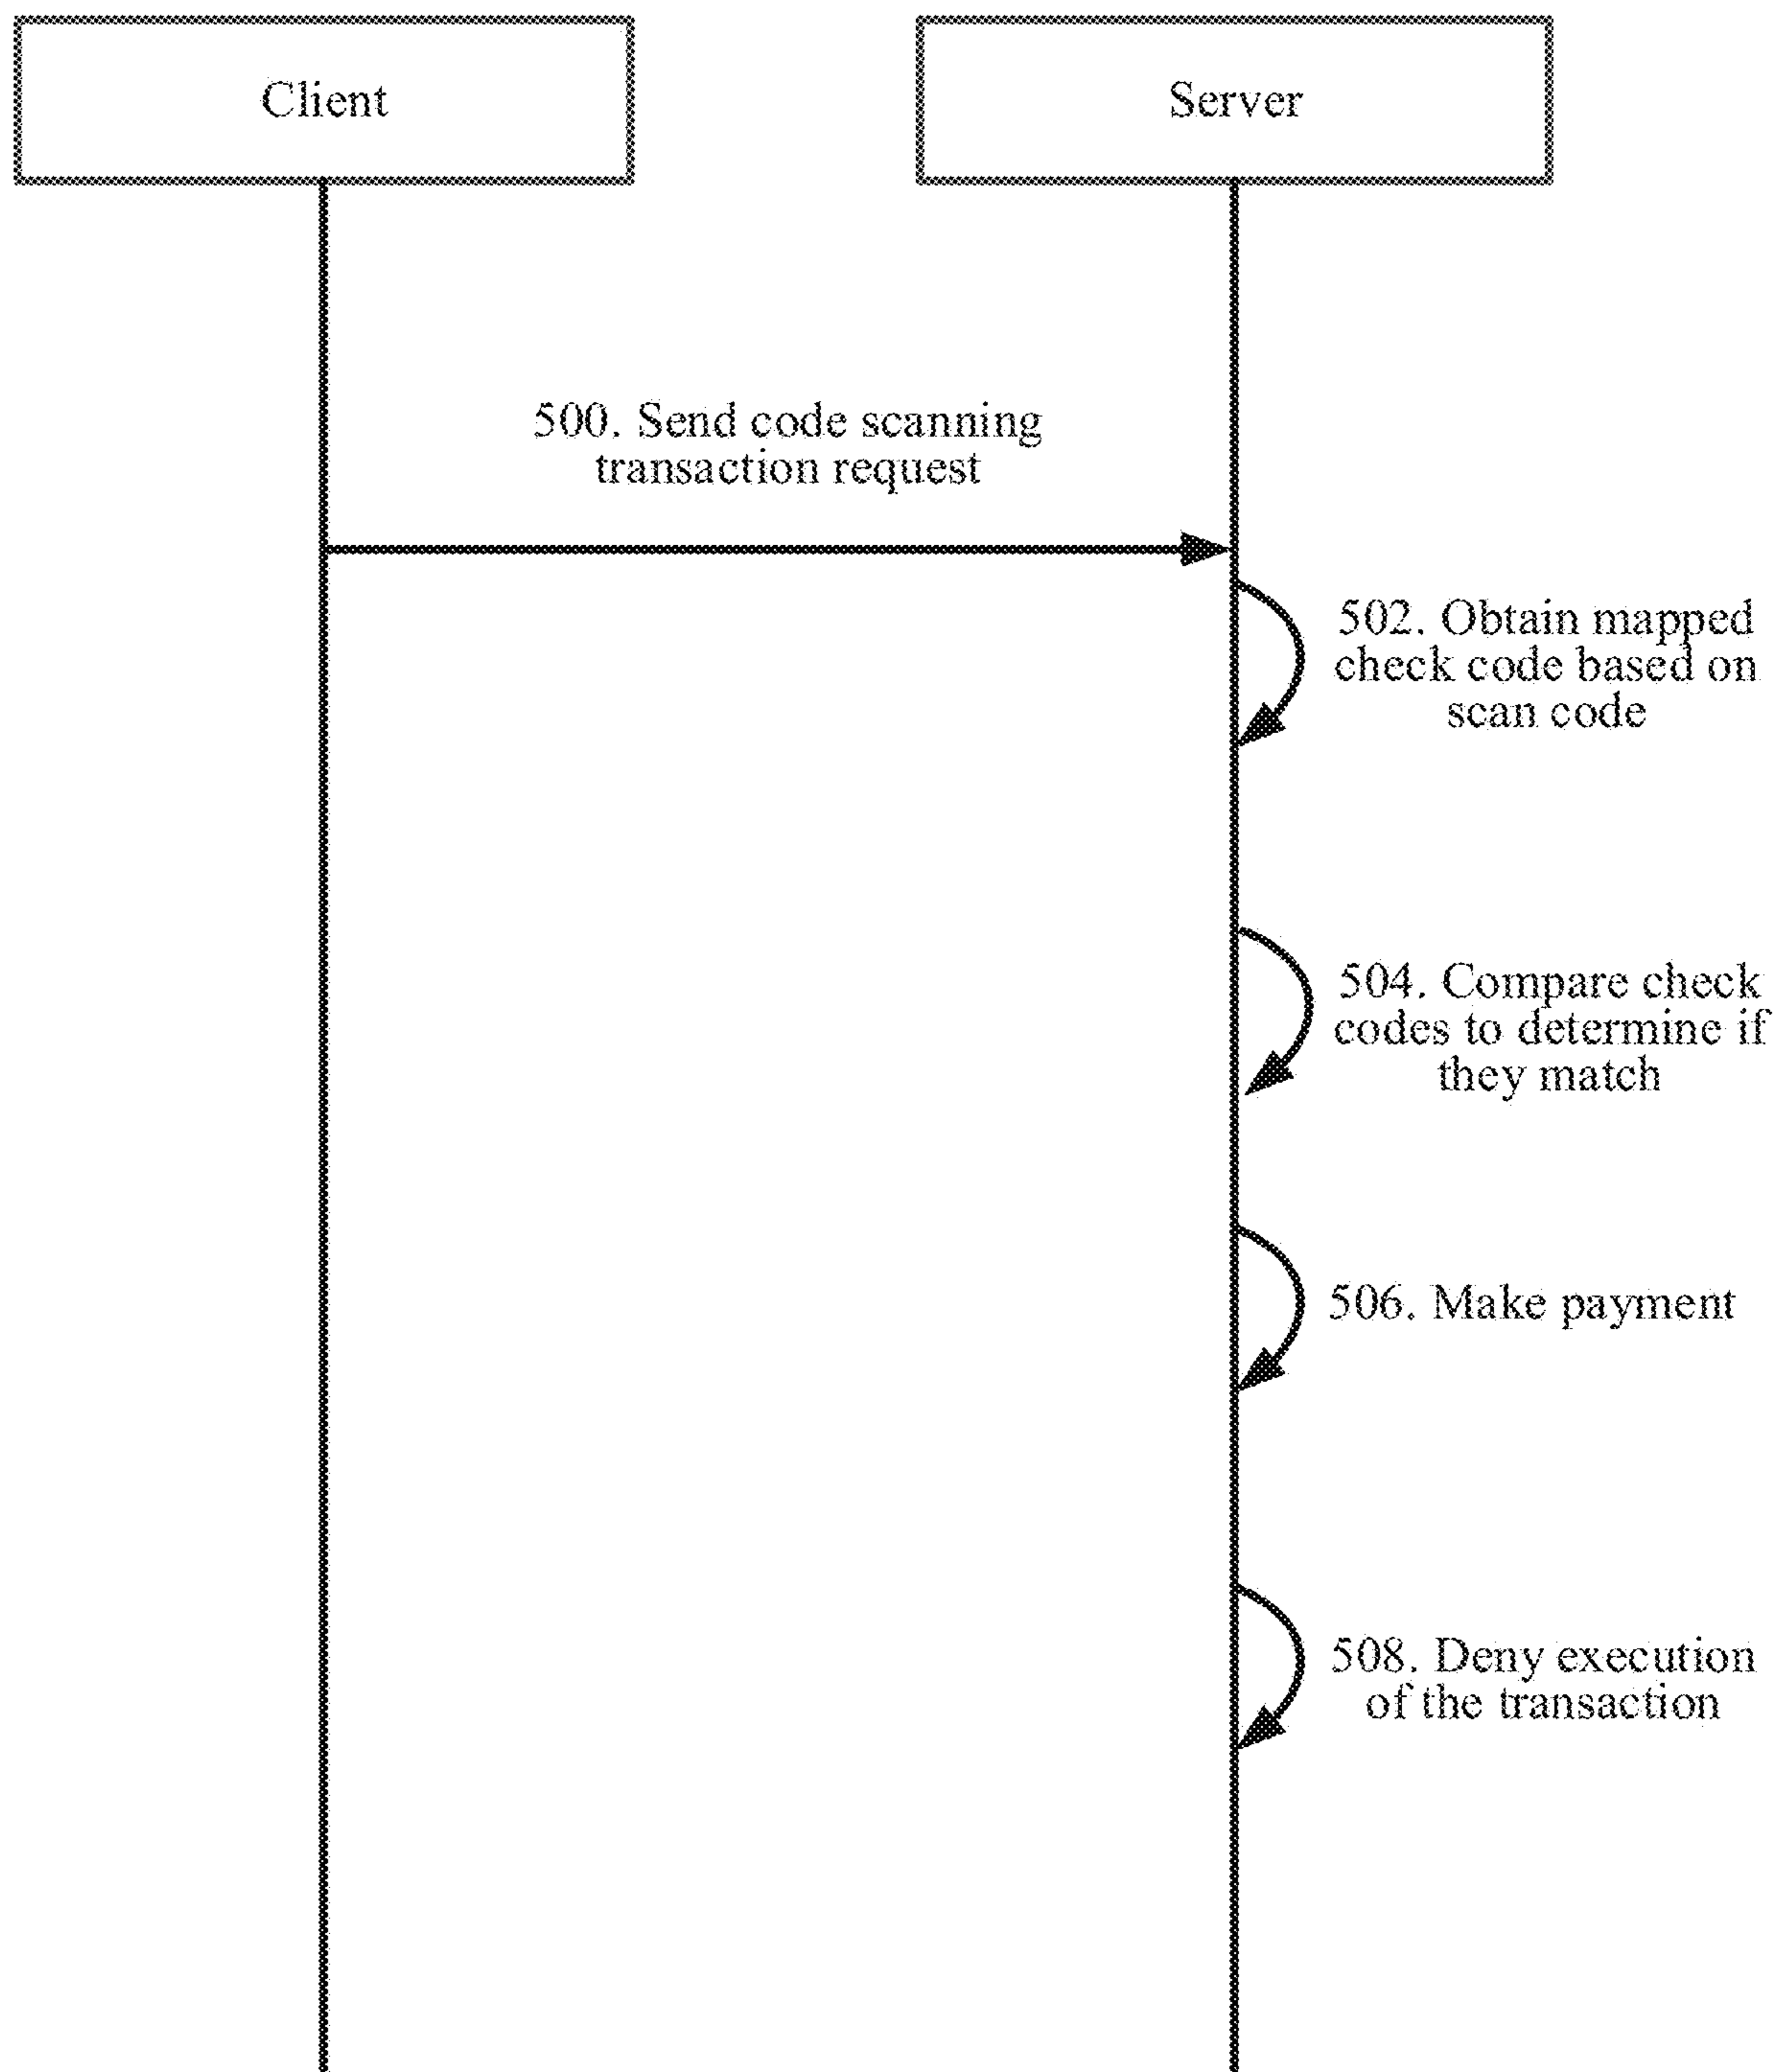 Client
Server
500. Send code scanning
transaction request
502. Obtain mapped
check code based on
scan code
504. Compare check
codes to determine if
they match
506. Make payment
508. Deny execution
of the transaction